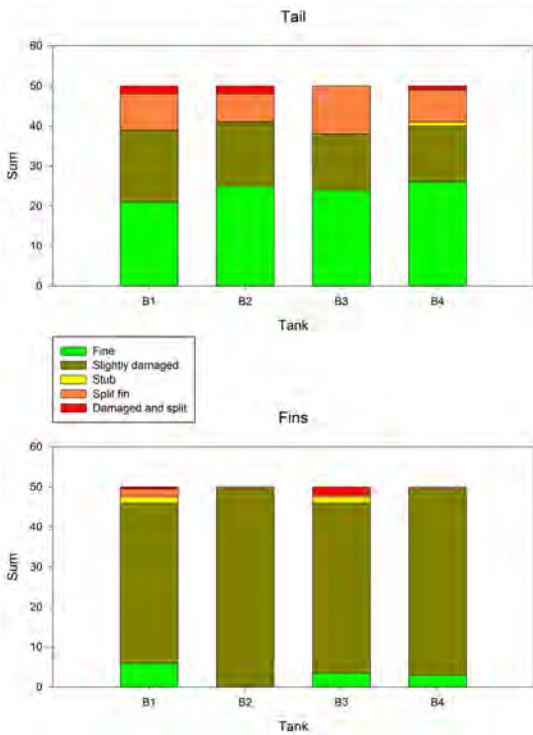 Tail
60
50
40
30
20
10
0
Sum
B1 B2 B3 B4
Tank
Fine
Slightly damaged
Stub
Split fin
Damaged and split
Fins
60
50
40
30
20
10
0
Sum
B1 B2 B3 B4
Tank